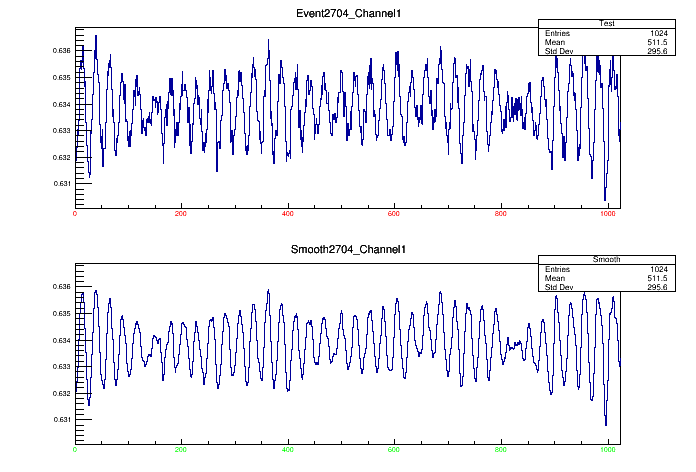 Event2704_Channel1
Test
Entries 1024
Mean 511.5
Std Dev 295.6
0.636
0.635
0.634
0.633
0.632
0.631
0 200 400 600 800 1000
Smooth2704_Channel1
Smooth
Entries 1024
Mean 511.5
Std Dev 295.6
0.636
0.635
0.634
0.633
0.632
0.631
0 200 400 600 800 1000